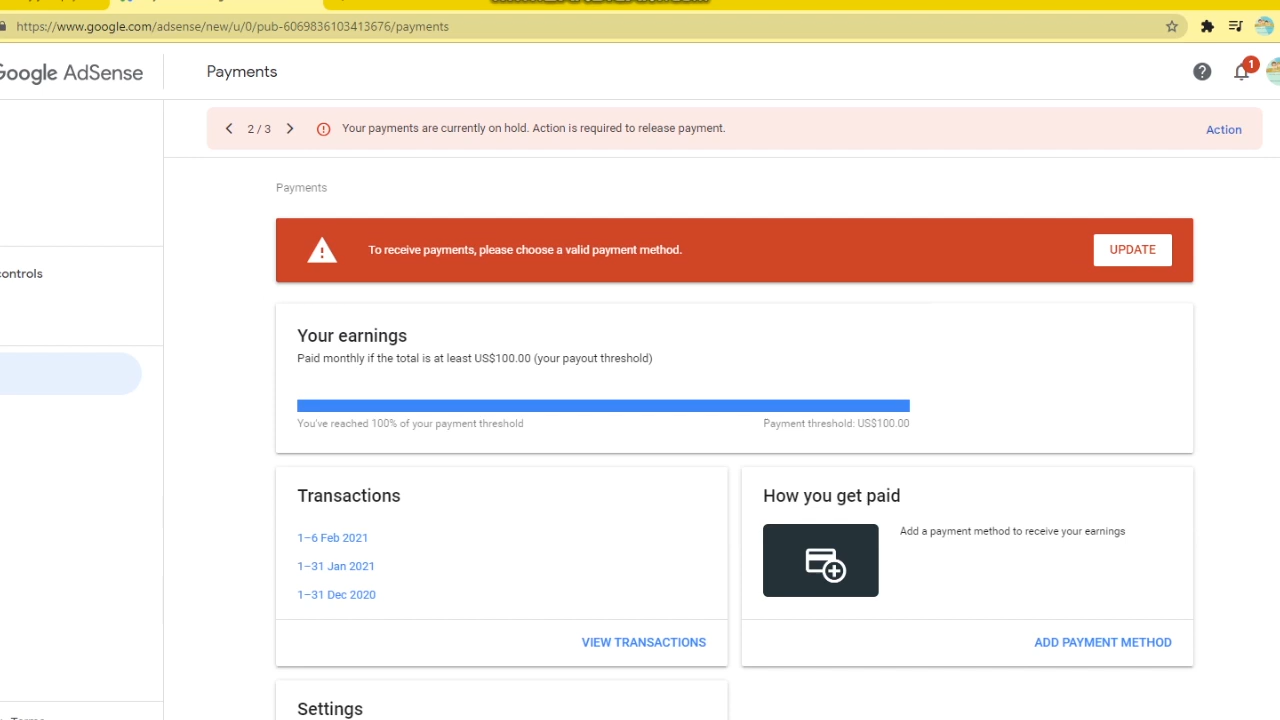 https://www.google.com/adsense/new/u/0/pub-6069836103413676/payments
Google AdSense
Payments
1
2 / 3
Your payments are currently on hold. Action is required to release payment.
Action
Payments
To receive payments, please choose a valid payment method.
UPDATE
Your earnings
Paid monthly if the total is at least US$100.00 (your payout threshold)
You've reached 100% of your payment threshold
Payment threshold: US$100.00
controls
Transactions
1–6 Feb 2021
1–31 Jan 2021
1–31 Dec 2020
VIEW TRANSACTIONS
How you get paid
Add a payment method to receive your earnings
ADD PAYMENT METHOD
Settings